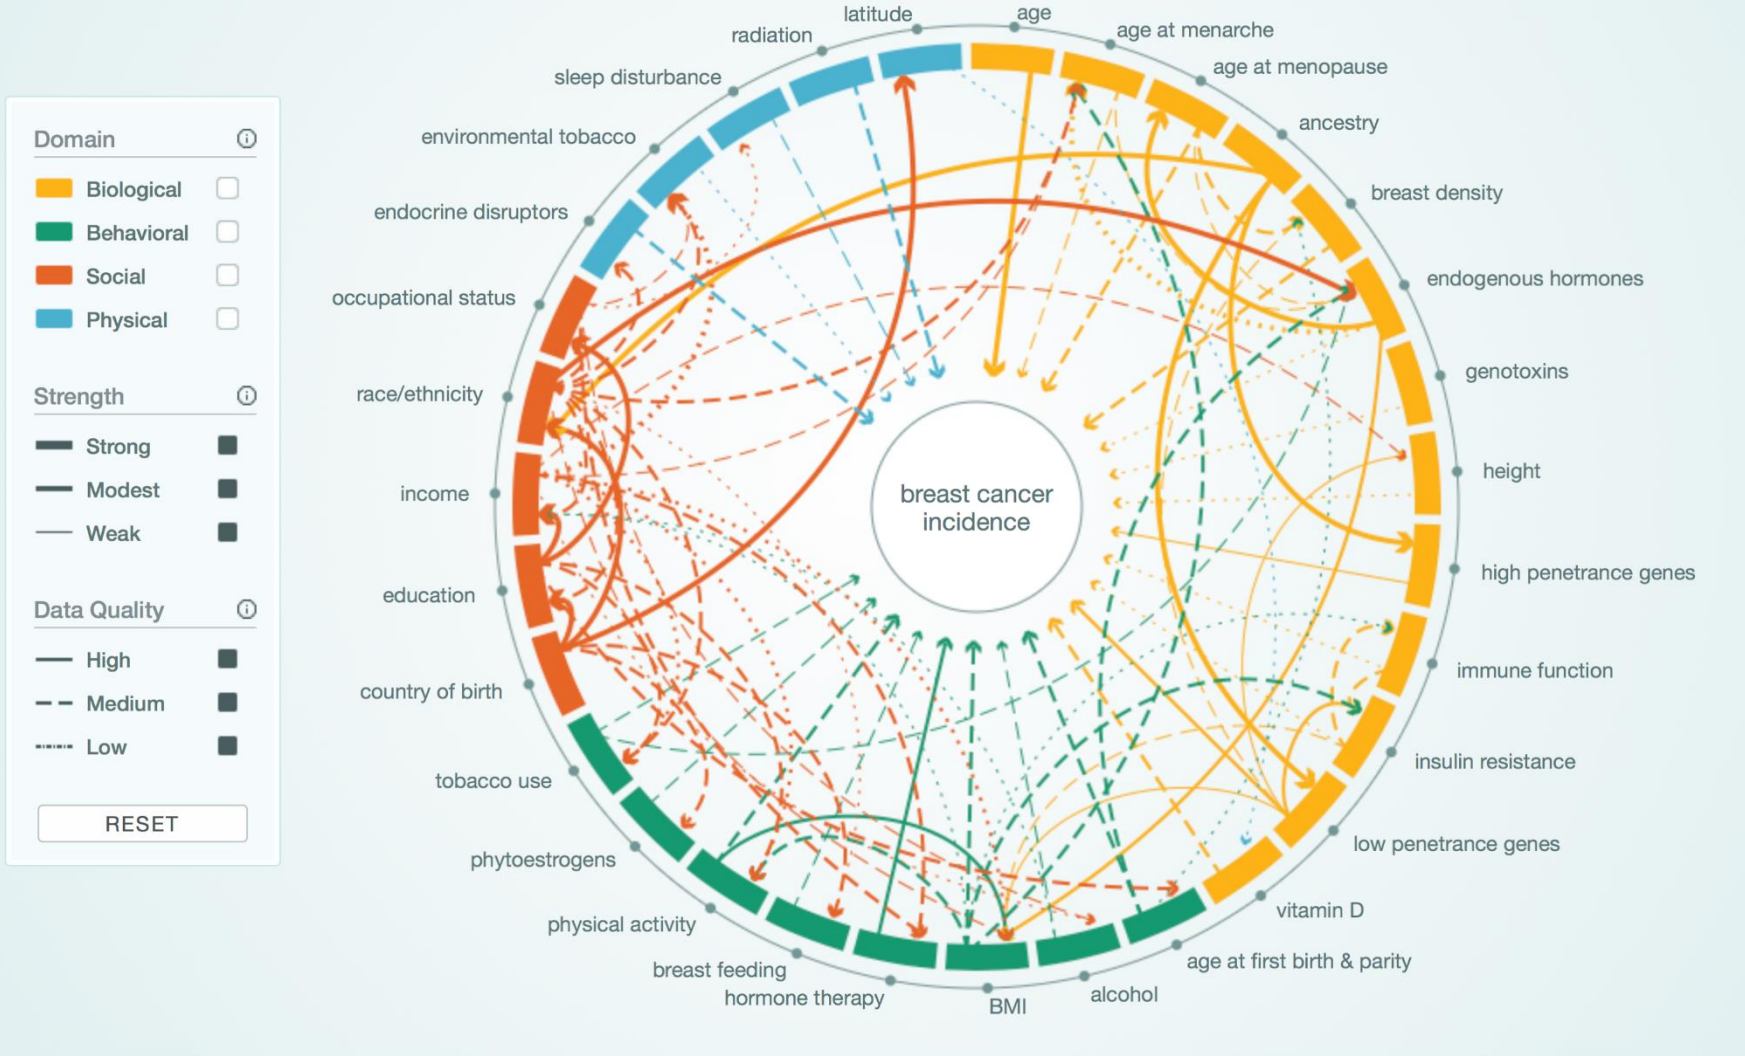 Domain
Biological
Behavioral
Social
Physical
Strength
Strong
Modest
Weak
Data Quality
High
Medium
Low
RESET
latitude
radiation
sleep disturbance
environmental tobacco
endocrine disruptors
occupational status
race/ethnicity
income
education
country of birth
tobacco use
phytoestrogens
physical activity
breast feeding
hormone therapy
BMI
alcohol
age at first birth & parity
vitamin D
low penetrance genes
insulin resistance
immune function
high penetrance genes
height
genotoxins
endogenous hormones
breast density
ancestry
age at menopause
age at menarche
age
breast cancer
incidence